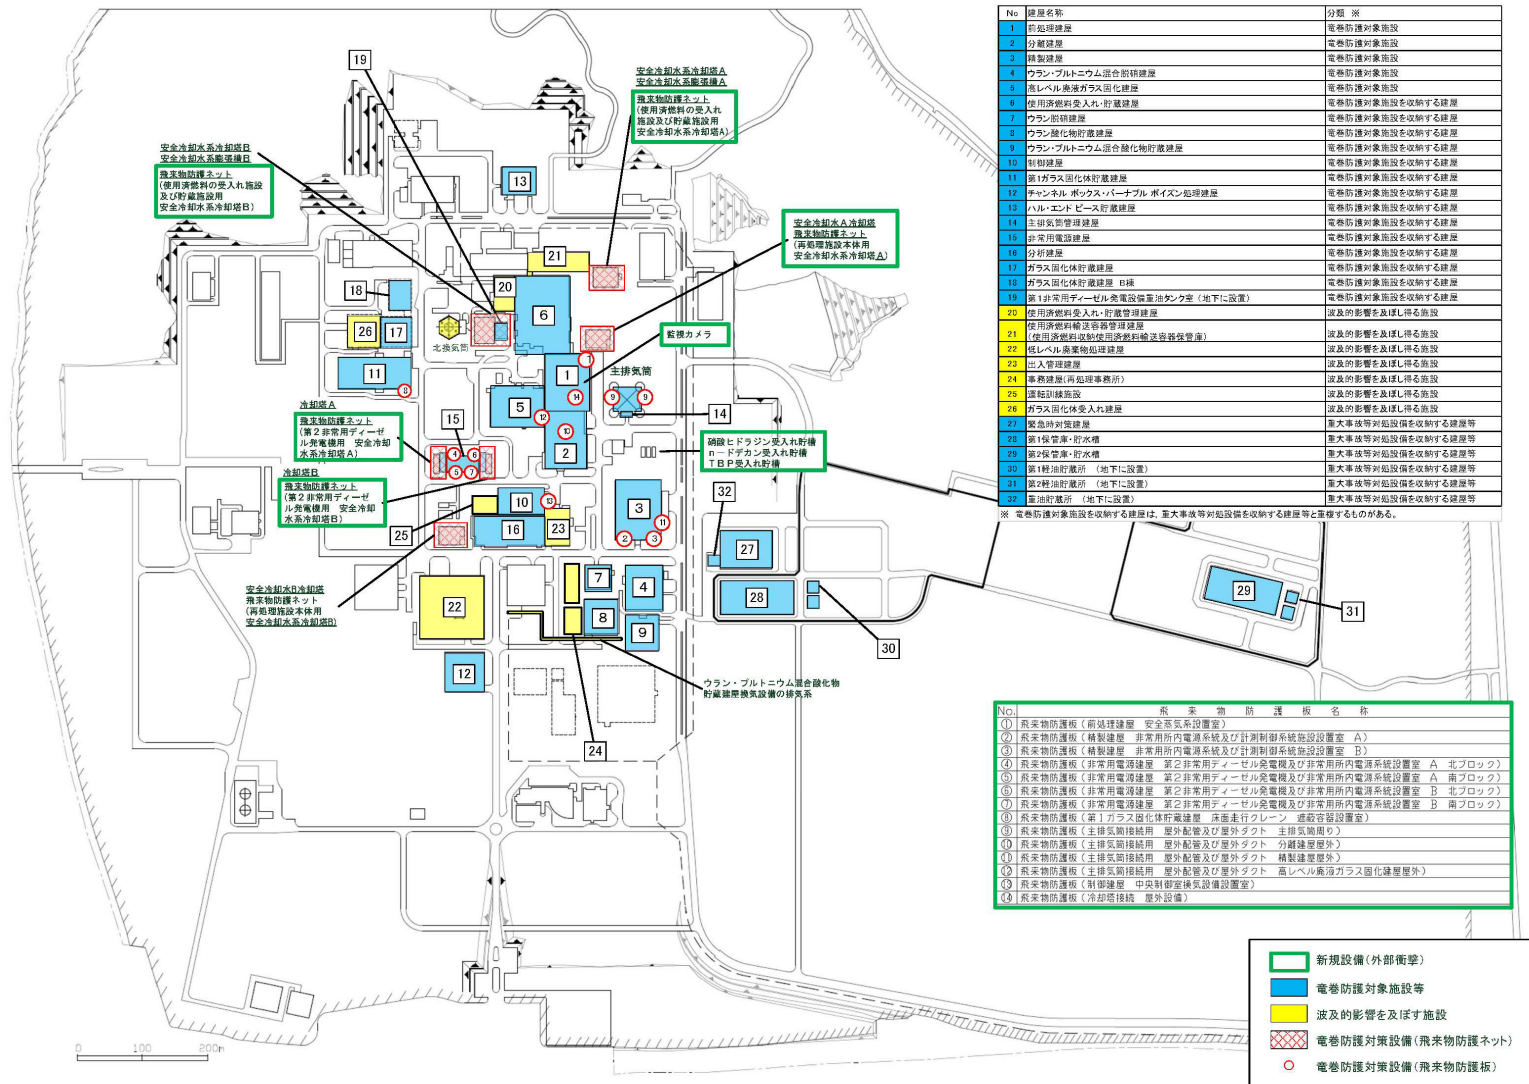 No 建屋名称 分類 ※
1 前処理建屋 竜巻防護対象施設
2 分離建屋 竜巻防護対象施設
3 精製建屋 竜巻防護対象施設
4 ウラン・プルトニウム混合脱硝建屋 竜巻防護対象施設
5 高レベル廃液ガラス固化建屋 竜巻防護対象施設
6 使用済燃料受入れ・貯蔵建屋 竜巻防護対象施設を収納する建屋
7 ウラン脱硝建屋 竜巻防護対象施設を収納する建屋
8 ウラン酸化物貯蔵建屋 竜巻防護対象施設を収納する建屋
9 ウラン・プルトニウム混合酸化物貯蔵建屋 竜巻防護対象施設を収納する建屋
10 制御建屋 竜巻防護対象施設を収納する建屋
11 第1ガラス固化体貯蔵建屋 竜巻防護対象施設を収納する建屋
12 チャンネル ボックス・バーナブル ポイズン処理建屋 竜巻防護対象施設を収納する建屋
13 ハル・エンド ピース貯蔵建屋 竜巻防護対象施設を収納する建屋
14 主排気筒管理建屋 竜巻防護対象施設を収納する建屋
15 非常用電源建屋 竜巻防護対象施設を収納する建屋
16 分析建屋 竜巻防護対象施設を収納する建屋
17 ガラス固化体貯蔵建屋 竜巻防護対象施設を収納する建屋
18 ガラス固化体貯蔵建屋 B棟 竜巻防護対象施設を収納する建屋
19 第1非常用ディーゼル発電設備重油タンク室 (地下に設置) 竜巻防護対象施設を収納する建屋
20 使用済燃料受入れ・貯蔵管理建屋 波及的影響を及ぼし得る施設
21 使用済燃料輸送容器管理建屋
(使用済燃料収納使用済燃料輸送容器保管庫) 波及的影響を及ぼし得る施設
22 低レベル廃棄物処理建屋 波及的影響を及ぼし得る施設
23 出入管理建屋 波及的影響を及ぼし得る施設
24 事務建屋(再処理事務所) 波及的影響を及ぼし得る施設
25 運転訓練施設 波及的影響を及ぼし得る施設
26 ガラス固化体受入れ建屋 波及的影響を及ぼし得る施設
27 緊急時対策建屋 重大事故等対処設備を収納する建屋等
28 第1保管庫・貯水槽 重大事故等対処設備を収納する建屋等
29 第2保管庫・貯水槽 重大事故等対処設備を収納する建屋等
30 第1軽油貯蔵所 (地下に設置) 重大事故等対処設備を収納する建屋等
31 第2軽油貯蔵所 (地下に設置) 重大事故等対処設備を収納する建屋等
32 重油貯蔵所 (地下に設置) 重大事故等対処設備を収納する建屋等
※ 竜巻防護対象施設を収納する建屋は、重大事故等対処設備を収納する建屋等と重複するものがある。
19
安全冷却水系冷却塔A
安全冷却水系膨張槽A
飛来物防護ネット
(使用済燃料の受入れ
施設及び貯蔵施設用
安全冷却水系冷却塔A)
安全冷却水系冷却塔B
安全冷却水系膨張槽B
飛来物防護ネット
(使用済燃料の受入れ施設
及び貯蔵施設用
安全冷却水系冷却塔B)
13
安全冷却水A冷却塔
飛来物防護ネット
(再処理施設本体用
安全冷却水系冷却塔A)
21
20
18
6
26
17
北換気筒
監視カメラ
11
⑧
1
⑭
主排気筒
⑨ ⑨
14
5
⑫
⑩
2
冷却塔A
飛来物防護ネット
(第2非常用ディーゼ
ル発電機用 安全冷却
水系冷却塔A)
15
④ ⑥
⑤ ⑦
硝酸ヒドラジン受入れ貯槽
n-ドデカン受入れ貯槽
TBP受入れ貯槽
冷却塔B
飛来物防護ネット
(第2非常用ディーゼ
ル発電機用 安全冷却
水系冷却塔B)
10
⑬
3
⑪
② ③
32
25
16
23
27
安全冷却水B冷却塔
飛来物防護ネット
(再処理施設本体用
安全冷却水系冷却塔B)
22
7
4
8
9
28
29
31
30
12
ウラン・プルトニウム混合酸化物
貯蔵建屋換気設備の排気系
24
No. 飛来物防護板名称
① 飛来物防護板(前処理建屋 安全蒸気系設置室)
② 飛来物防護板(精製建屋 非常用所内電源系統及び計測制御系統施設設置室 A)
③ 飛来物防護板(精製建屋 非常用所内電源系統及び計測制御系統施設設置室 B)
④ 飛来物防護板(非常用電源建屋 第2非常用ディーゼル発電機及び非常用所内電源系統設置室 A 北ブロック)
⑤ 飛来物防護板(非常用電源建屋 第2非常用ディーゼル発電機及び非常用所内電源系統設置室 A 南ブロック)
⑥ 飛来物防護板(非常用電源建屋 第2非常用ディーゼル発電機及び非常用所内電源系統設置室 B 北ブロック)
⑦ 飛来物防護板(非常用電源建屋 第2非常用ディーゼル発電機及び非常用所内電源系統設置室 B 南ブロック)
⑧ 飛来物防護板(第1ガラス固化体貯蔵建屋 床面走行クレーン 遮蔽容器設置室)
⑨ 飛来物防護板(主排気筒接続用 屋外配管及び屋外ダクト 主排気筒周り)
⑩ 飛来物防護板(主排気筒接続用 屋外配管及び屋外ダクト 分離建屋屋外)
⑪ 飛来物防護板(主排気筒接続用 屋外配管及び屋外ダクト 精製建屋屋外)
⑫ 飛来物防護板(主排気筒接続用 屋外配管及び屋外ダクト 高レベル廃液ガラス固化建屋屋外)
⑬ 飛来物防護板(制御建屋 中央制御室換気設備設置室)
⑭ 飛来物防護板(冷却塔接続 屋外設備)
新規設備(外部衝撃)
竜巻防護対象施設等
波及的影響を及ぼす施設
竜巻防護対策設備(飛来物防護ネット)
竜巻防護対策設備(飛来物防護板)
0 100 200m